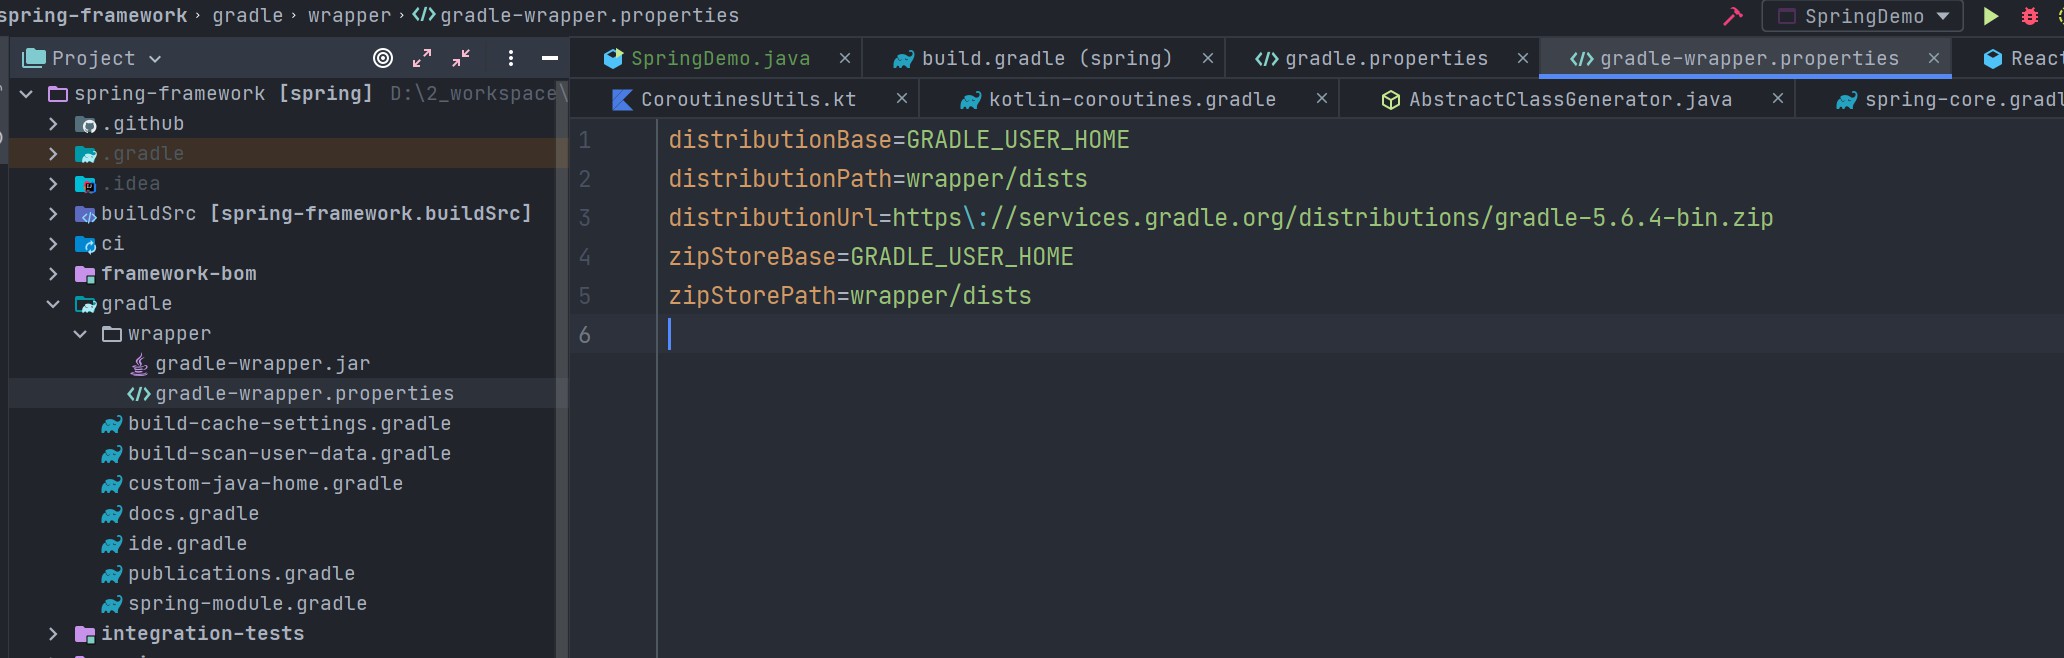 spring-framework › gradle › wrapper › gradle-wrapper.properties
SpringDemo
Project
SpringDemo.java
build.gradle (spring)
gradle.properties
gradle-wrapper.properties
React
CoroutinesUtils.kt
kotlin-coroutines.gradle
AbstractClassGenerator.java
spring-core.gradl
spring-framework [spring] D:\2_workspace\
.github
.gradle
.idea
buildSrc [spring-framework.buildSrc]
ci
framework-bom
gradle
wrapper
gradle-wrapper.jar
gradle-wrapper.properties
build-cache-settings.gradle
build-scan-user-data.gradle
custom-java-home.gradle
docs.gradle
ide.gradle
publications.gradle
spring-module.gradle
integration-tests
1 distributionBase=GRADLE_USER_HOME
2 distributionPath=wrapper/dists
3 distributionUrl=https\://services.gradle.org/distributions/gradle-5.6.4-bin.zip
4 zipStoreBase=GRADLE_USER_HOME
5 zipStorePath=wrapper/dists
6